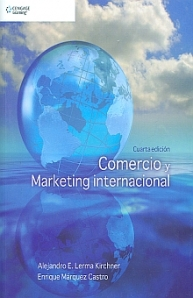 CENGAGE
Learning
Cuarta edición
Comercio y
Marketing internacional
Alejandro E. Lerma Kirchner
Enrique Márquez Castro